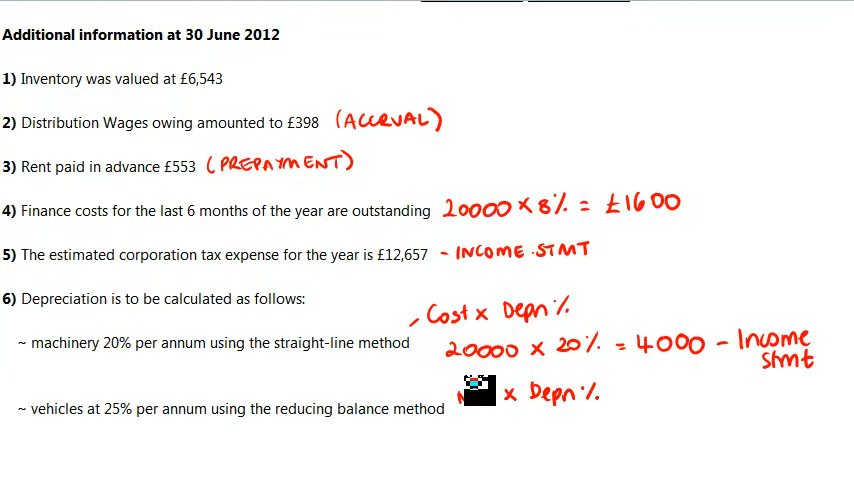 Additional information at 30 June 2012
1) Inventory was valued at £6,543
2) Distribution Wages owing amounted to £398 (ACCRUAL)
3) Rent paid in advance £553 (PREPAYMENT)
4) Finance costs for the last 6 months of the year are outstanding 20000 x 8% = £1600
5) The estimated corporation tax expense for the year is £12,657 - INCOME.STMT
6) Depreciation is to be calculated as follows:
Cost x Depn %
~ machinery 20% per annum using the straight-line method 20000 x 20% = 4000 - Income Stmt
x Depn %
~ vehicles at 25% per annum using the reducing balance method